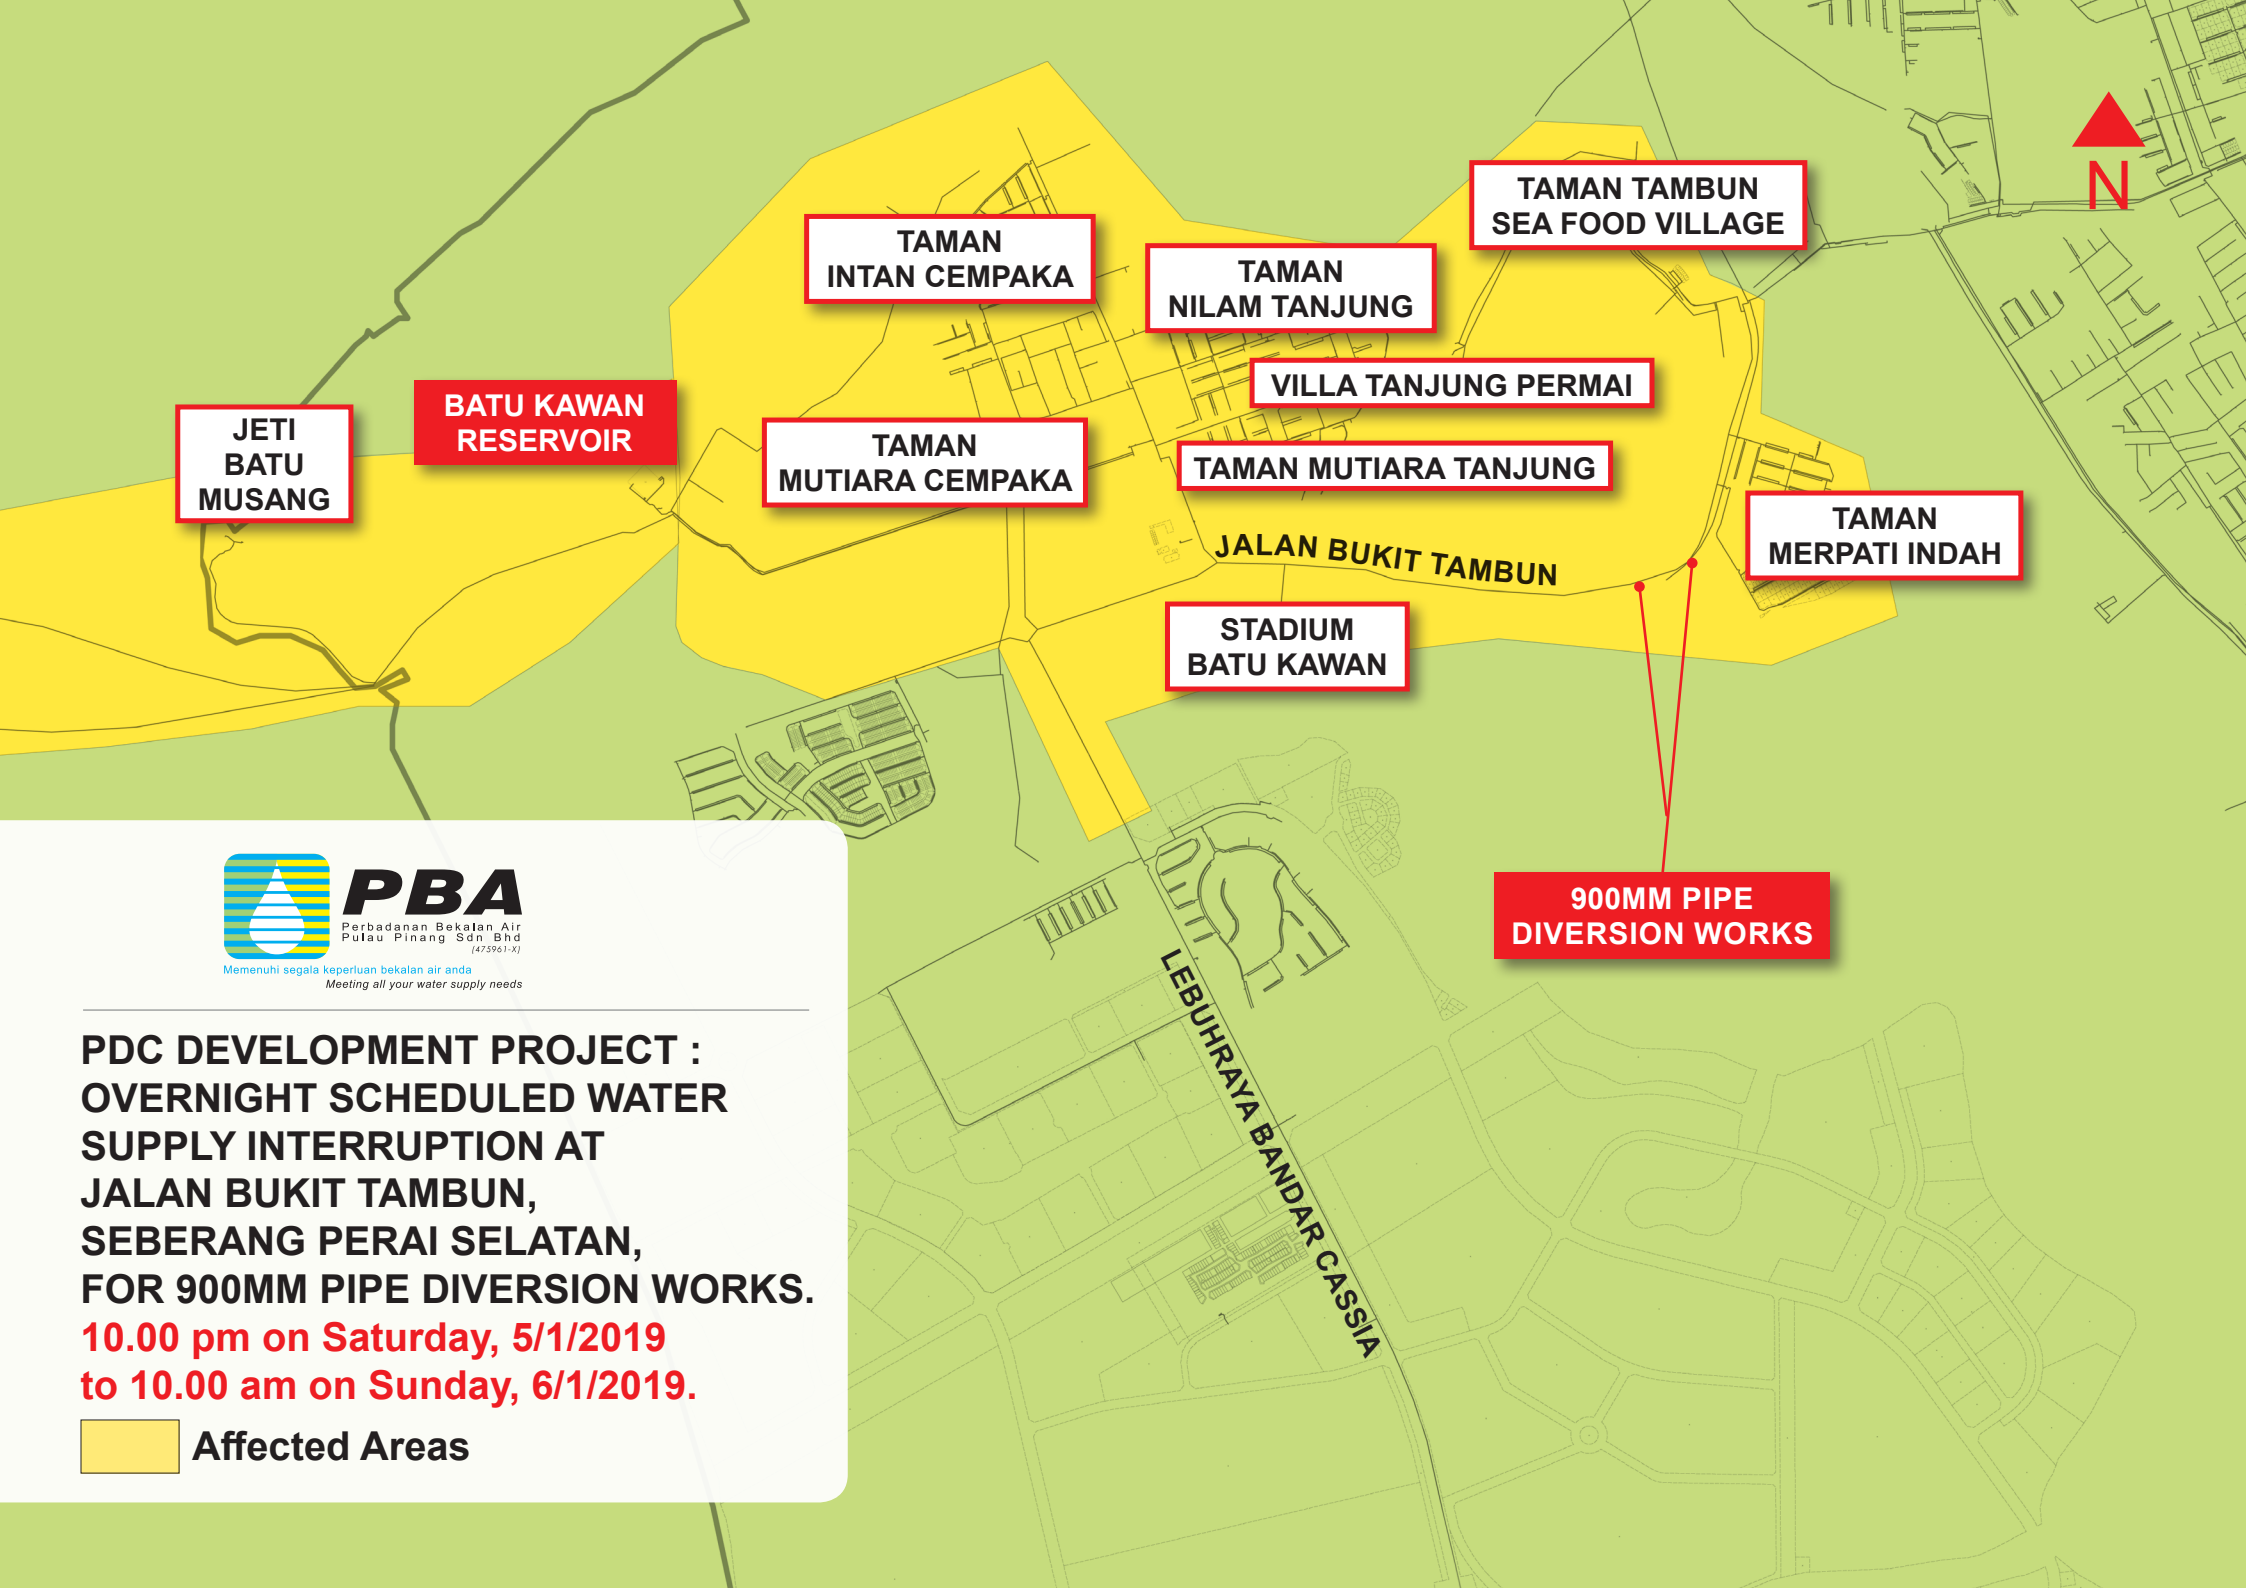 TAMAN TAMBUN
SEA FOOD VILLAGE
N
TAMAN
INTAN CEMPAKA
TAMAN
NILAM TANJUNG
VILLA TANJUNG PERMAI
BATU KAWAN
RESERVOIR
JETI
BATU
MUSANG
TAMAN
MUTIARA CEMPAKA
TAMAN MUTIARA TANJUNG
TAMAN
MERPATI INDAH
JALAN BUKIT TAMBUN
STADIUM
BATU KAWAN
900MM PIPE
DIVERSION WORKS
LEBUHRAYA BANDAR CASSIA
PBA
Perbadanan Bekalan Air
Pulau Pinang Sdn Bhd
(475961-X)
Memenuhi segala keperluan bekalan air anda
Meeting all your water supply needs
PDC DEVELOPMENT PROJECT :
OVERNIGHT SCHEDULED WATER
SUPPLY INTERRUPTION AT
JALAN BUKIT TAMBUN,
SEBERANG PERAI SELATAN,
FOR 900MM PIPE DIVERSION WORKS.
10.00 pm on Saturday, 5/1/2019
to 10.00 am on Sunday, 6/1/2019.
Affected Areas